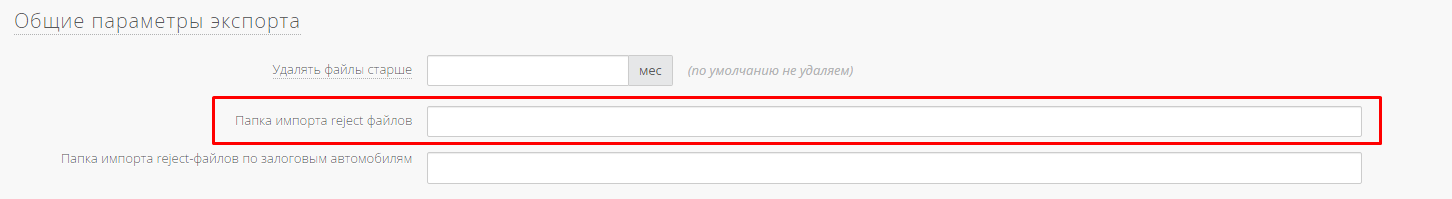 Общие параметры экспорта
Удалять файлы старше мес (по умолчанию не удаляем)
Папка импорта reject файлов
Папка импорта reject-файлов по залоговым автомобилям